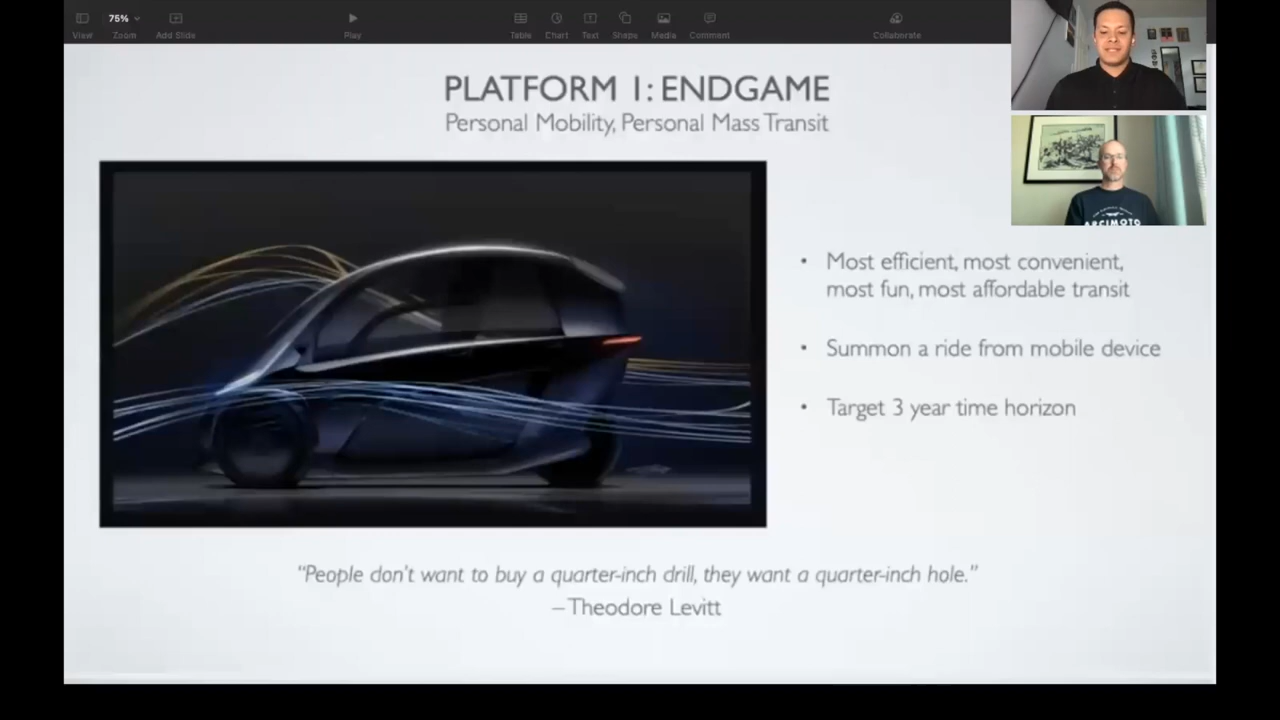 View
75%
Zoom
Add Slide
Play
Table
Chart
Text
Shape
Media
Comment
Collaborate
PLATFORM 1: ENDGAME
Personal Mobility, Personal Mass Transit
ARCIMOTO
• Most efficient, most convenient,
most fun, most affordable transit
• Summon a ride from mobile device
• Target 3 year time horizon
“People don’t want to buy a quarter-inch drill, they want a quarter-inch hole.”
– Theodore Levitt